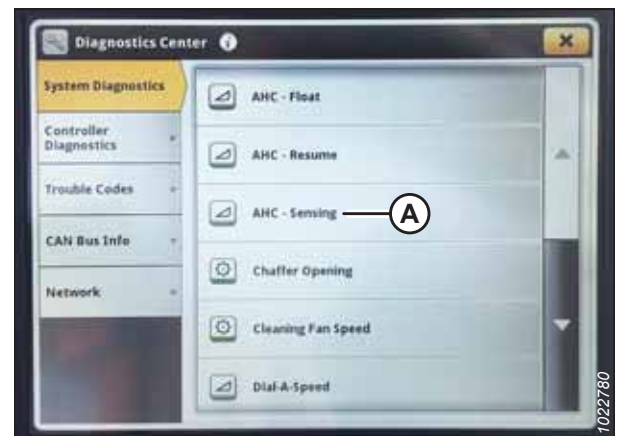 Diagnostics Center
System Diagnostics
Controller
Diagnostics
Trouble Codes
CAN Bus Info
Network
AHC - Float
AHC - Resume
AHC - Sensing
A
Chaffer Opening
Cleaning Fan Speed
Dial-A-Speed
1022780